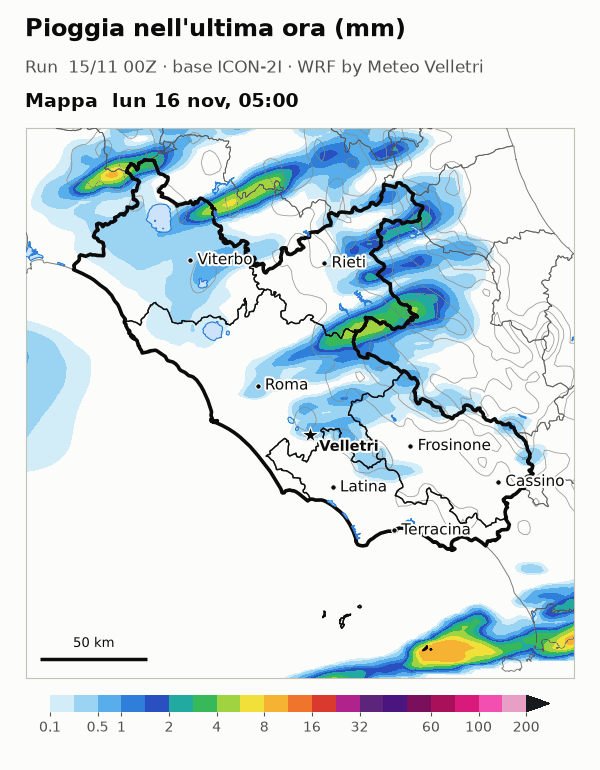 Pioggia nell'ultima ora (mm)
Run  15/11 00Z · base ICON-2I · WRF by Meteo Velletri
Mappa  lun 16 nov, 05:00
Viterbo
Rieti
Roma
Velletri
Frosinone
Cassino
Latina
Terracina
50 km
0.1 0.5 1 2 4 8 16 32 60 100 200